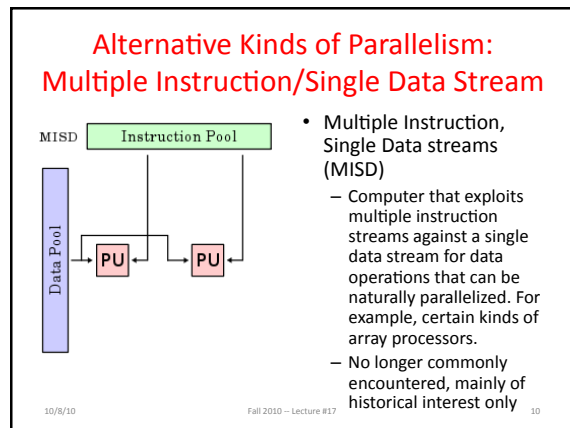 Alternative Kinds of Parallelism:
Multiple Instruction/Single Data Stream
MISD
Instruction Pool
Data Pool
PU
PU
• Multiple Instruction,
Single Data streams
(MISD)
– Computer that exploits
multiple instruction
streams against a single
data stream for data
operations that can be
naturally parallelized. For
example, certain kinds of
array processors.
– No longer commonly
encountered, mainly of
historical interest only
10/8/10
Fall 2010 -- Lecture #17
10